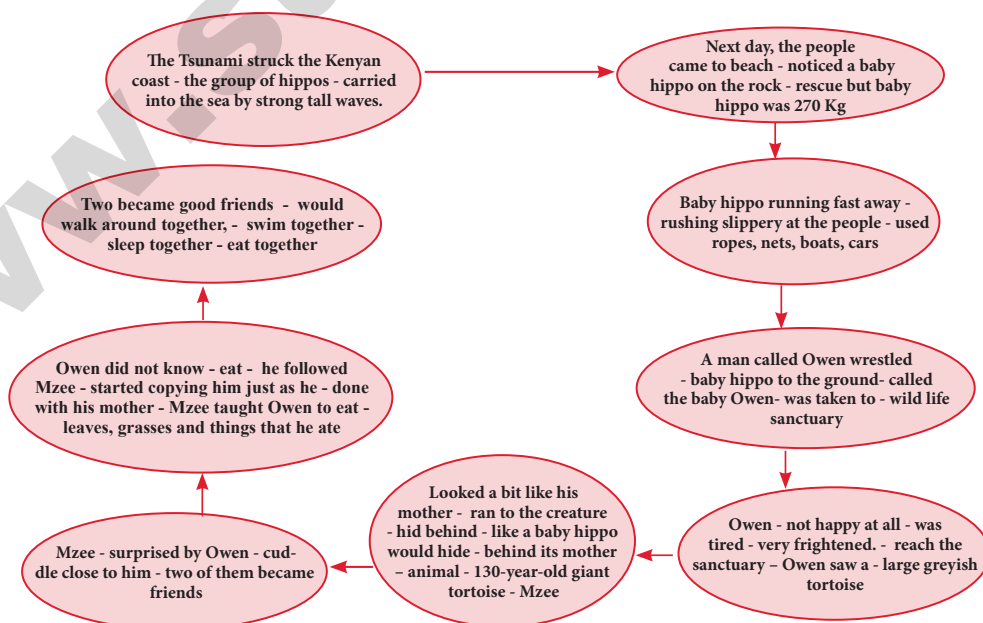 The Tsunami struck the Kenyan
coast - the group of hippos - carried
into the sea by strong tall waves.
Next day, the people
came to beach - noticed a baby
hippo on the rock - rescue but baby
hippo was 270 Kg
Baby hippo running fast away -
rushing slippery at the people - used
ropes, nets, boats, cars
A man called Owen wrestled
- baby hippo to the ground- called
the baby Owen- was taken to - wild life
sanctuary
Owen - not happy at all - was
tired - very frightened. - reach the
sanctuary – Owen saw a - large greyish
tortoise
Looked a bit like his
mother - ran to the creature
- hid behind - like a baby hippo
would hide - behind its mother
– animal - 130-year-old giant
tortoise - Mzee
Mzee - surprised by Owen - cud-
dle close to him - two of them became
friends
Owen did not know - eat - he followed
Mzee - started copying him just as he - done
with his mother - Mzee taught Owen to eat -
leaves, grasses and things that he ate
Two became good friends - would
walk around together, - swim together -
sleep together - eat together